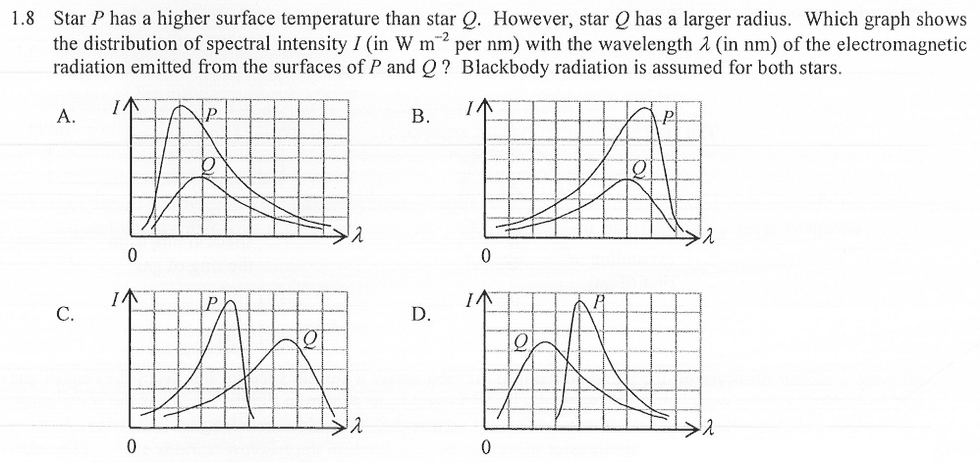 1.8 Star P has a higher surface temperature than star Q. However, star Q has a larger radius. Which graph shows
the distribution of spectral intensity I (in W m⁻² per nm) with the wavelength λ (in nm) of the electromagnetic
radiation emitted from the surfaces of P and Q ? Blackbody radiation is assumed for both stars.
A. I P Q λ 0
B. I P Q λ 0
C. I P Q λ 0
D. I P Q λ 0